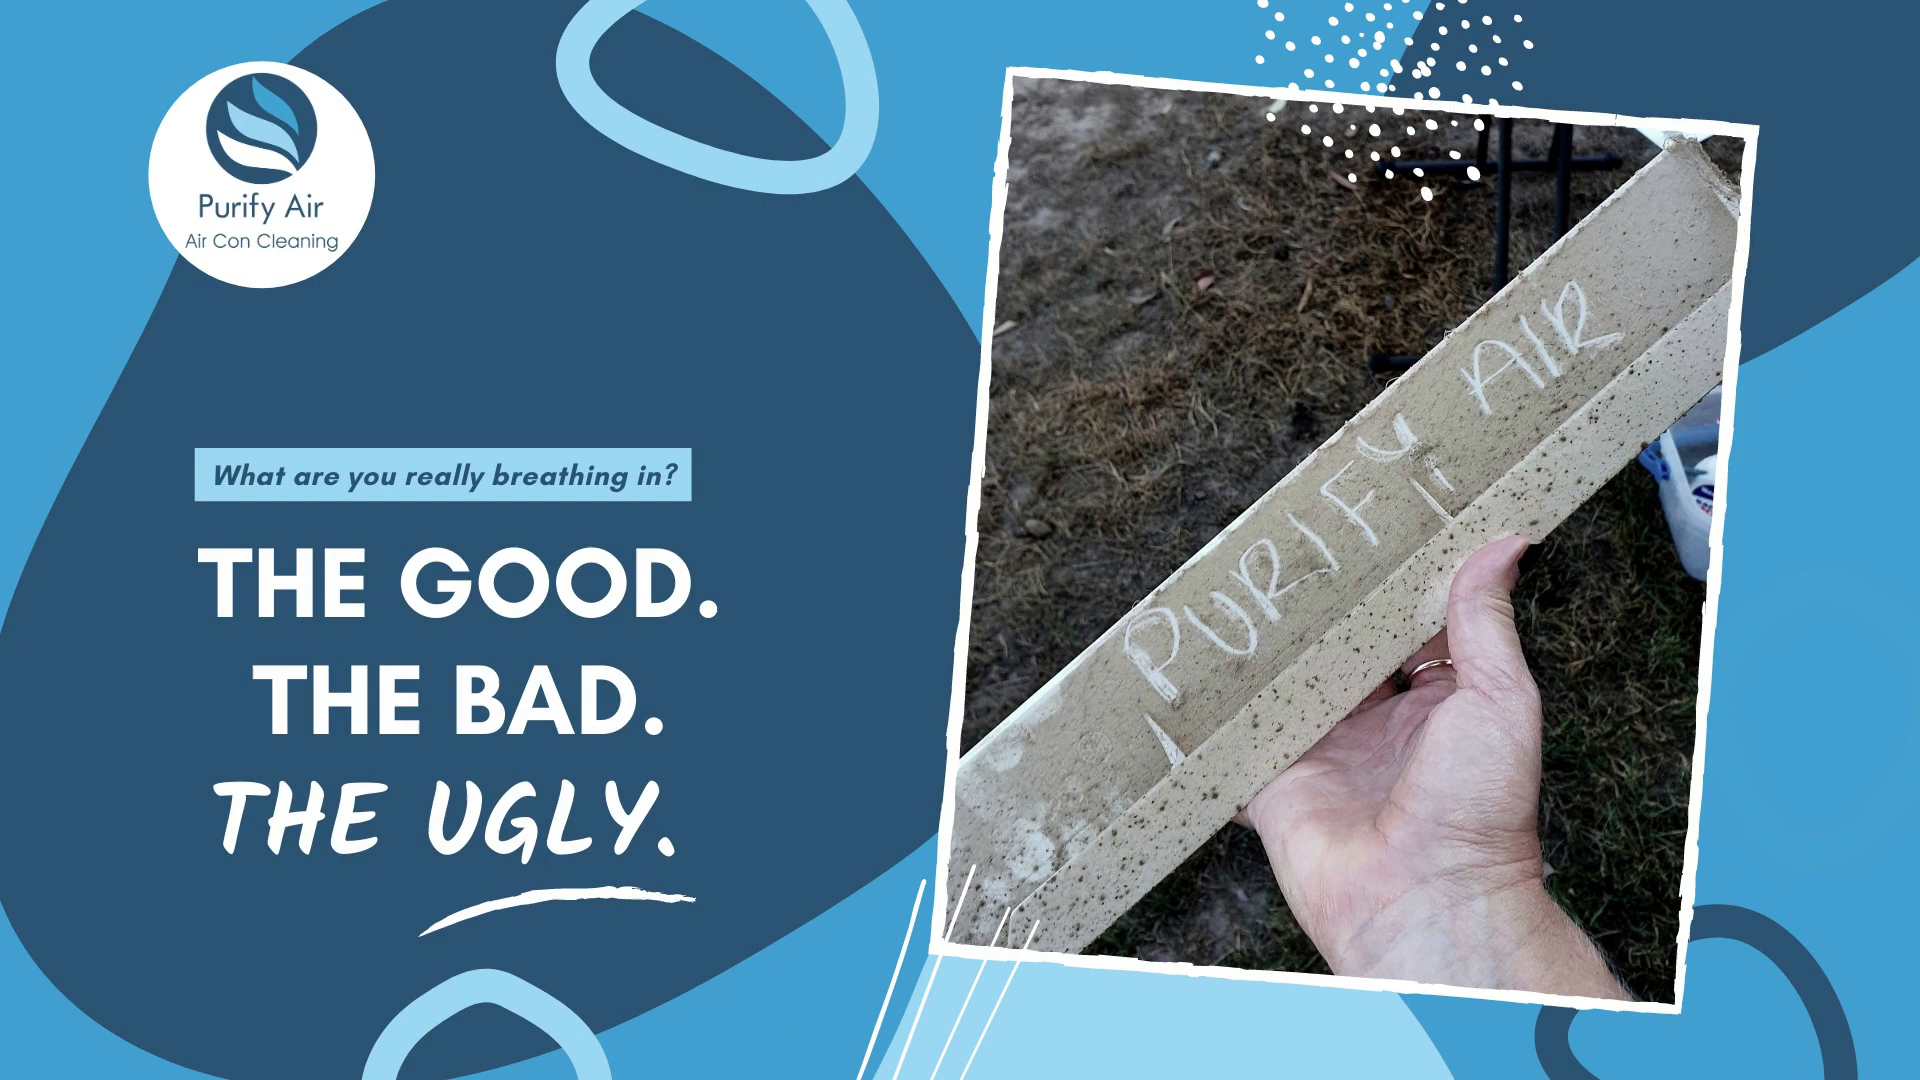 Purify Air
Air Con Cleaning
What are you really breathing in?
THE GOOD.
THE BAD.
THE UGLY.
PURIFY AIR